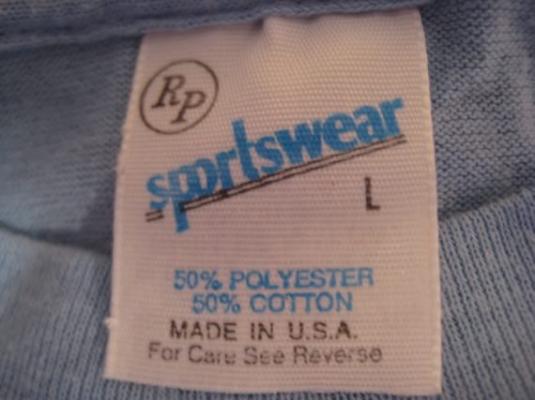 RP
sportswear
L
50% POLYESTER
50% COTTON
MADE IN U.S.A.
For Care See Reverse